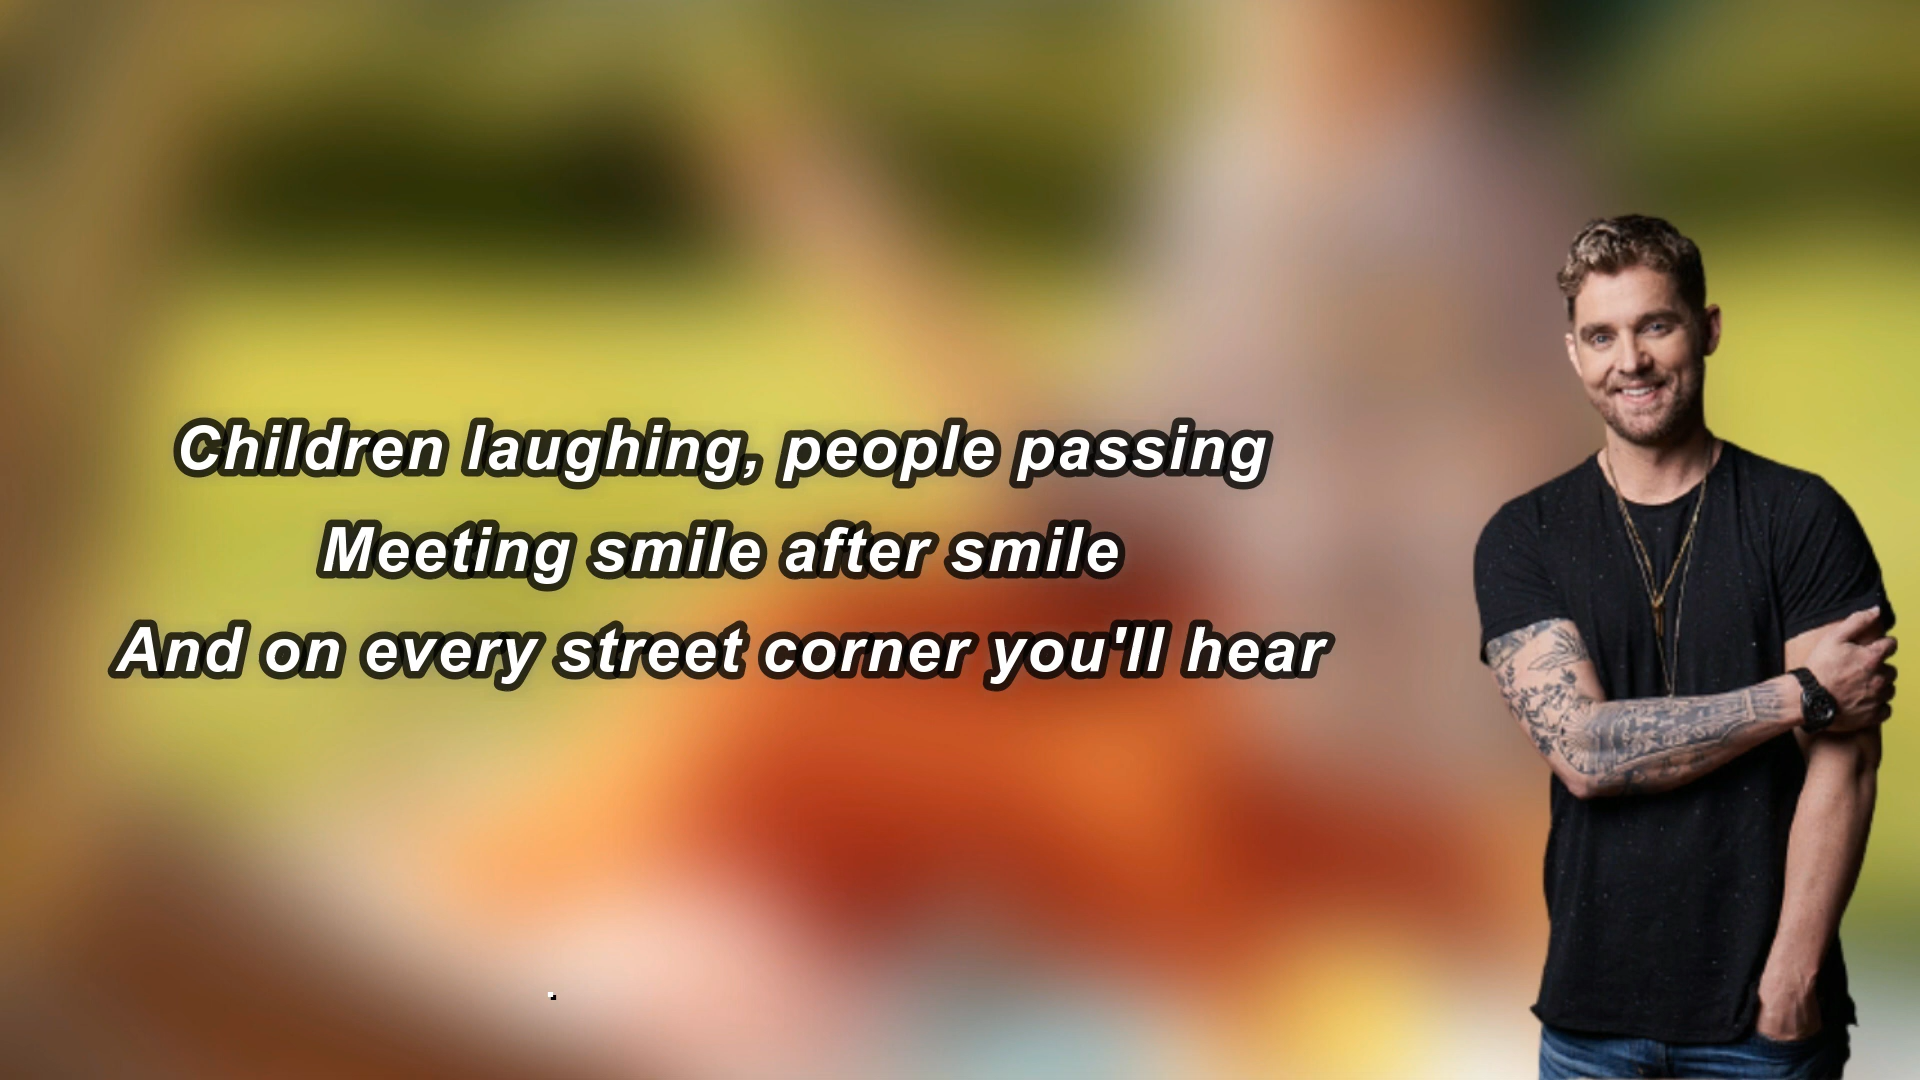 Children laughing, people passing
Meeting smile after smile
And on every street corner you'll hear